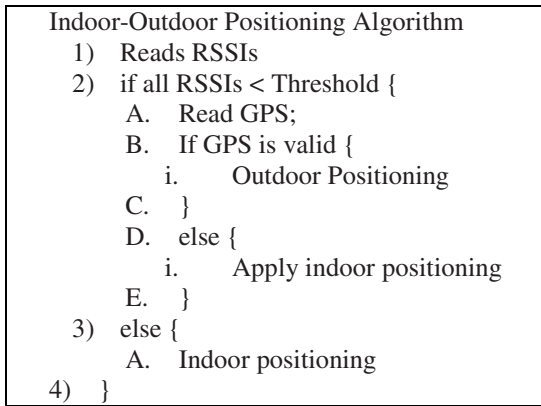 Indoor-Outdoor Positioning Algorithm
1) Reads RSSIs
2) if all RSSIs < Threshold {
A. Read GPS;
B. If GPS is valid {
i. Outdoor Positioning
C. }
D. else {
i. Apply indoor positioning
E. }
3) else {
A. Indoor positioning
4) }